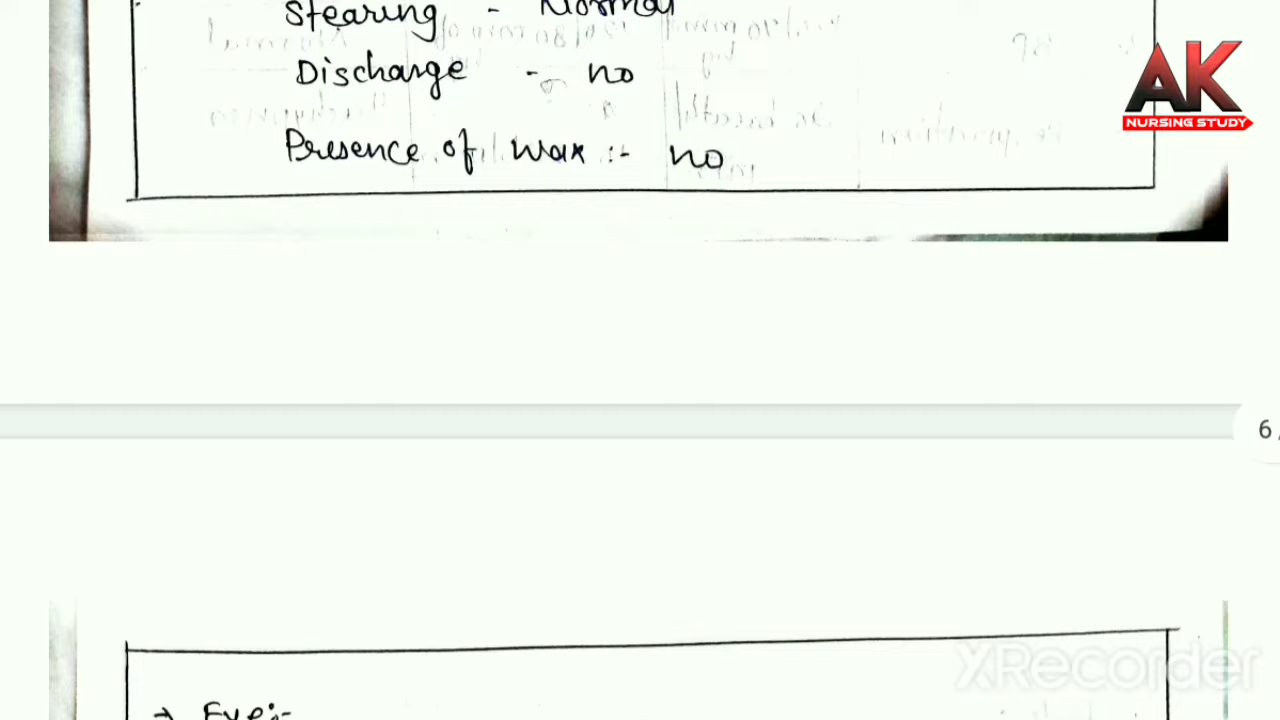 Stearing - Normal
Discharge - no
Presence of wax :- no
AK
NURSING STUDY
6
XRecorder
→ Eye:-